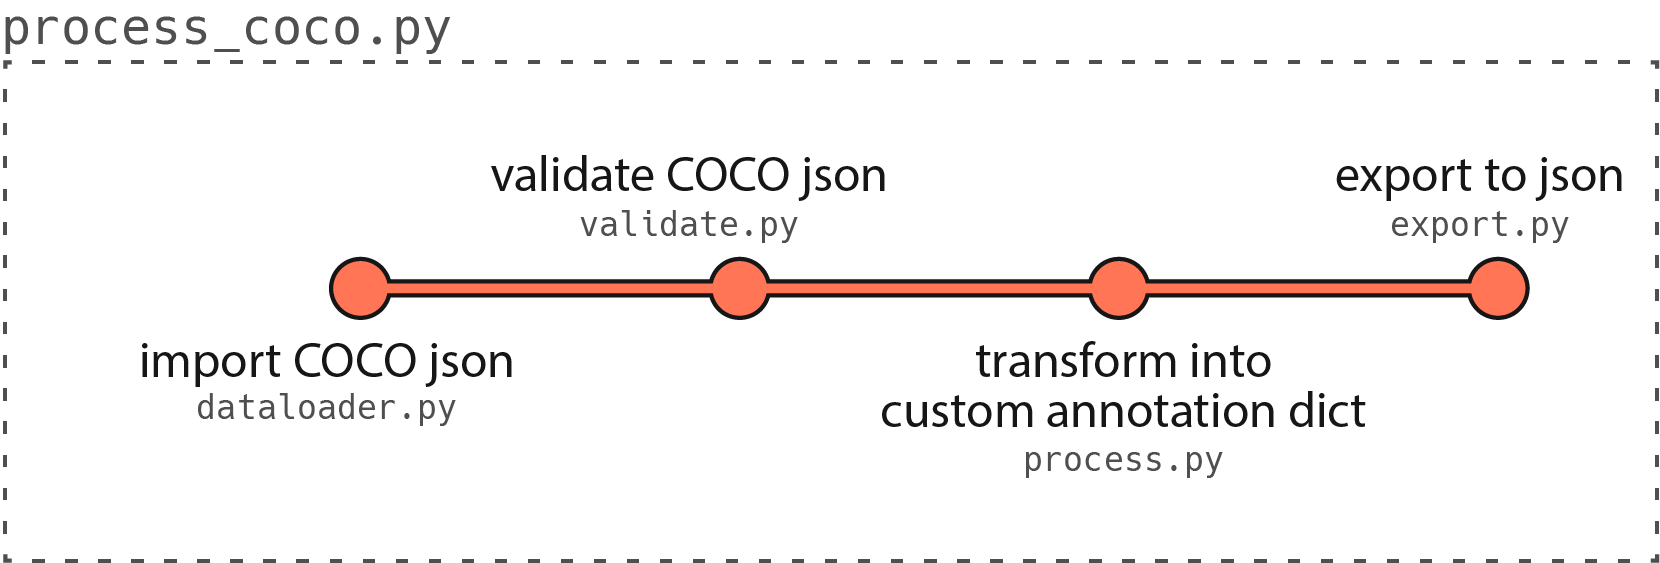 process_coco.py
validate COCO json
validate.py
export to json
export.py
import COCO json
dataloader.py
transform into
custom annotation dict
process.py